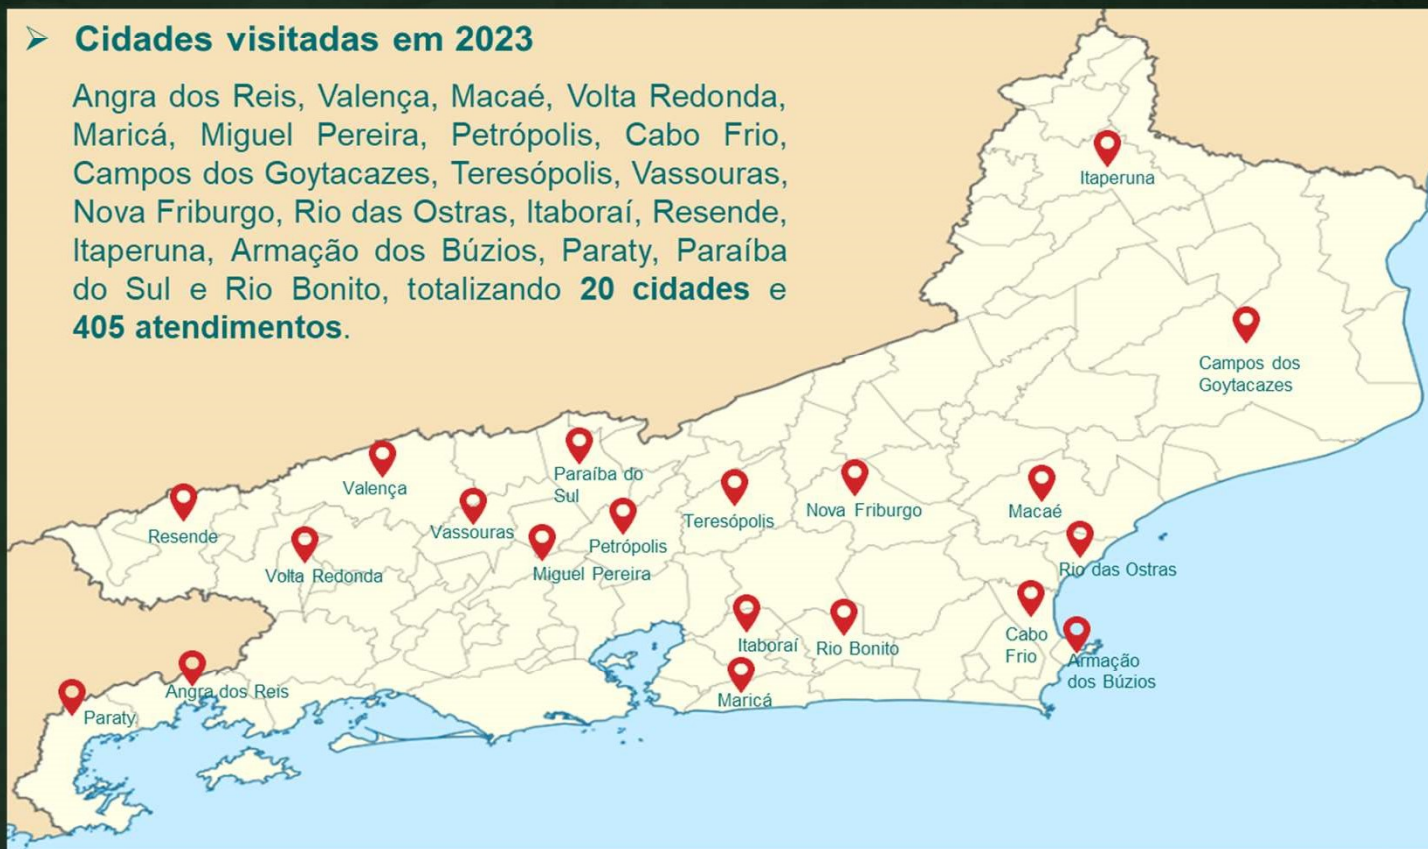 ➢ Cidades visitadas em 2023
Angra dos Reis, Valença, Macaé, Volta Redonda,
Maricá, Miguel Pereira, Petrópolis, Cabo Frio,
Campos dos Goytacazes, Teresópolis, Vassouras,
Nova Friburgo, Rio das Ostras, Itaboraí, Resende,
Itaperuna, Armação dos Búzios, Paraty, Paraíba
do Sul e Rio Bonito, totalizando 20 cidades e
405 atendimentos.
Itaperuna
Campos dos
Goytacazes
Paraíba do
Sul
Valença
Nova Friburgo
Macaé
Teresópolis
Vassouras
Resende
Petrópolis
Rio das Ostras
Miguel Pereira
Volta Redonda
Cabo
Frio
Itaboraí
Rio Bonito
Armação
dos Búzios
Angra dos Reis
Maricá
Paraty